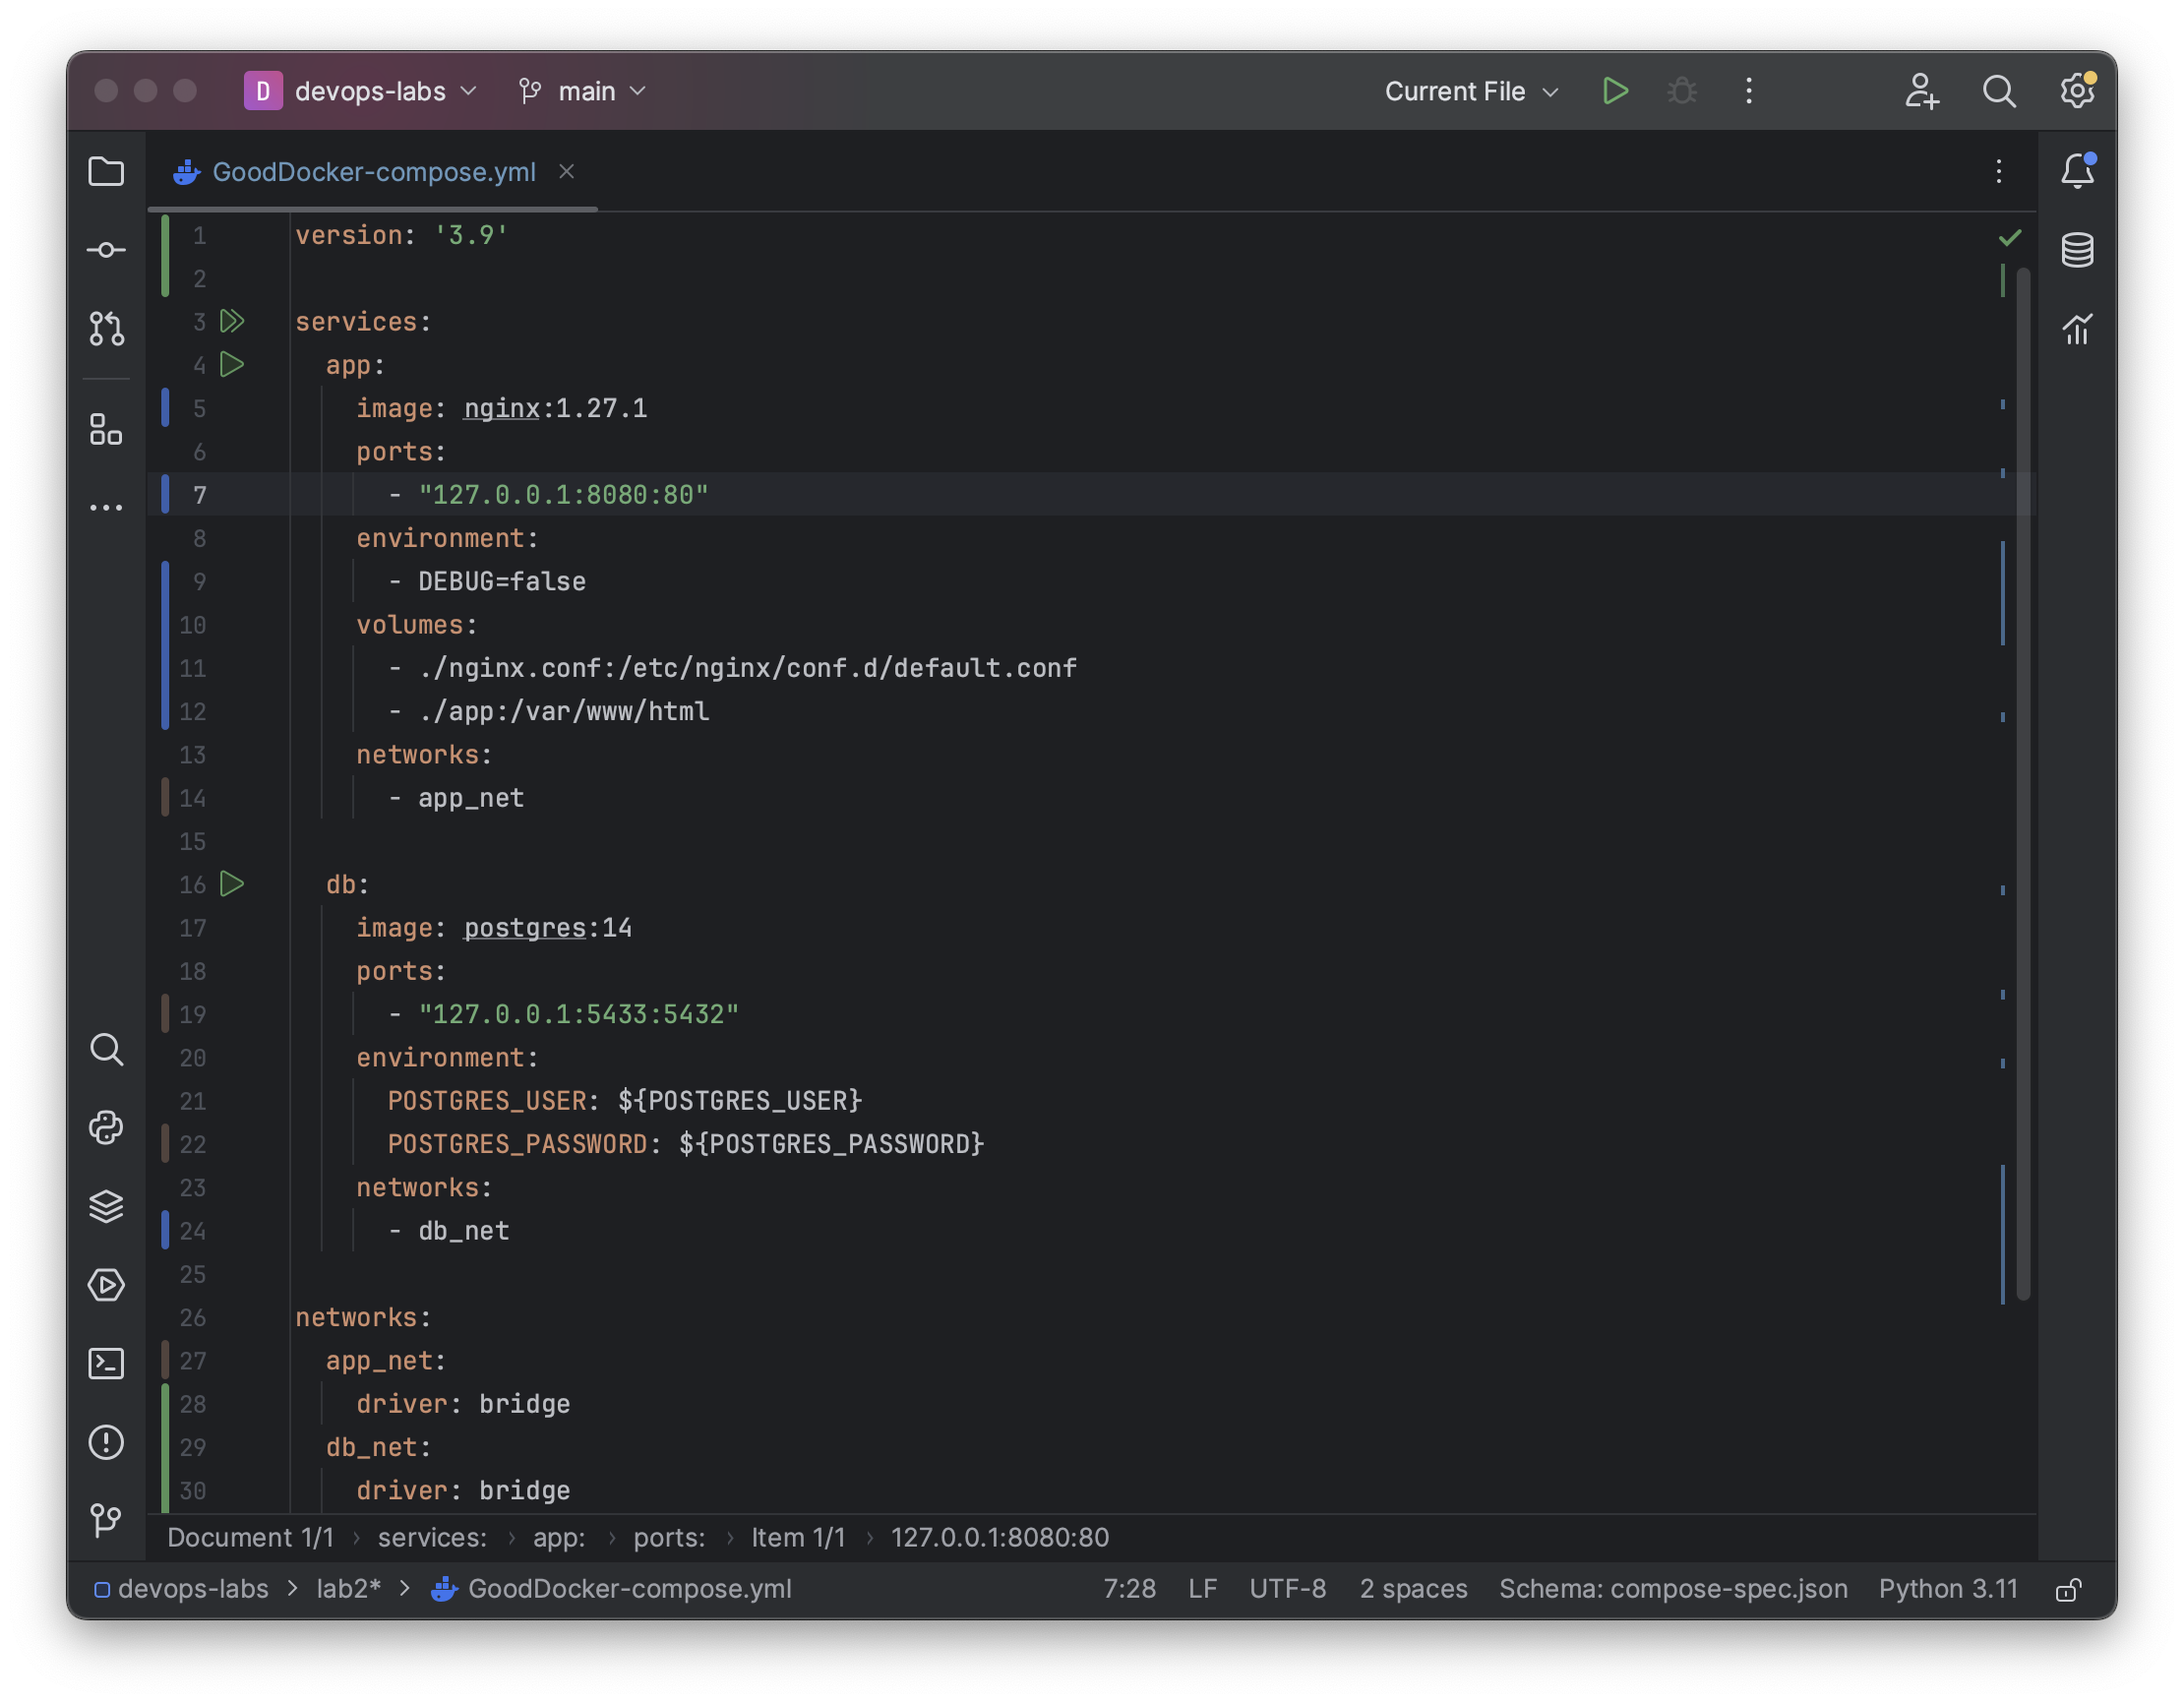 D devops-labs main Current File
GoodDocker-compose.yml
1 version: '3.9'
2
3 services:
4   app:
5     image: nginx:1.27.1
6     ports:
7       - "127.0.0.1:8080:80"
8     environment:
9       - DEBUG=false
10     volumes:
11       - ./nginx.conf:/etc/nginx/conf.d/default.conf
12       - ./app:/var/www/html
13     networks:
14       - app_net
15
16   db:
17     image: postgres:14
18     ports:
19       - "127.0.0.1:5433:5432"
20     environment:
21       POSTGRES_USER: ${POSTGRES_USER}
22       POSTGRES_PASSWORD: ${POSTGRES_PASSWORD}
23     networks:
24       - db_net
25
26 networks:
27   app_net:
28     driver: bridge
29   db_net:
30     driver: bridge
Document 1/1 › services: › app: › ports: › Item 1/1 › 127.0.0.1:8080:80
devops-labs > lab2* > GoodDocker-compose.yml 7:28 LF UTF-8 2 spaces Schema: compose-spec.json Python 3.11